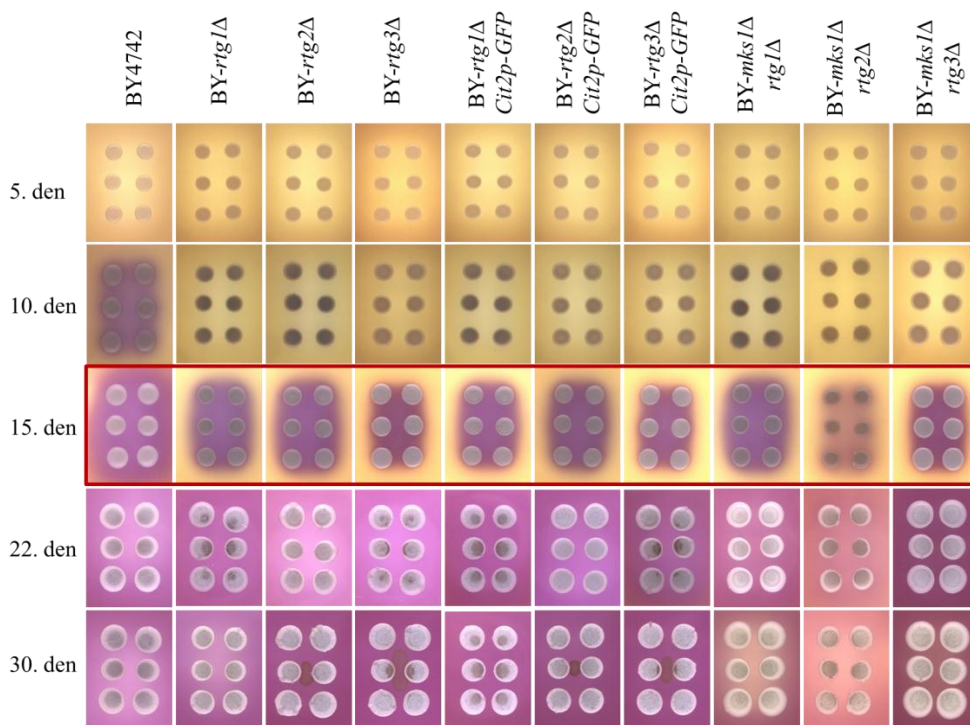 BY4742
BY-rtg1Δ
BY-rtg2Δ
BY-rtg3Δ
BY-rtg1Δ
Cit2p-GFP
BY-rtg2Δ
Cit2p-GFP
BY-rtg3Δ
Cit2p-GFP
BY-mks1Δ
rtg1Δ
BY-mks1Δ
rtg2Δ
BY-mks1Δ
rtg3Δ
5. den
10. den
15. den
22. den
30. den